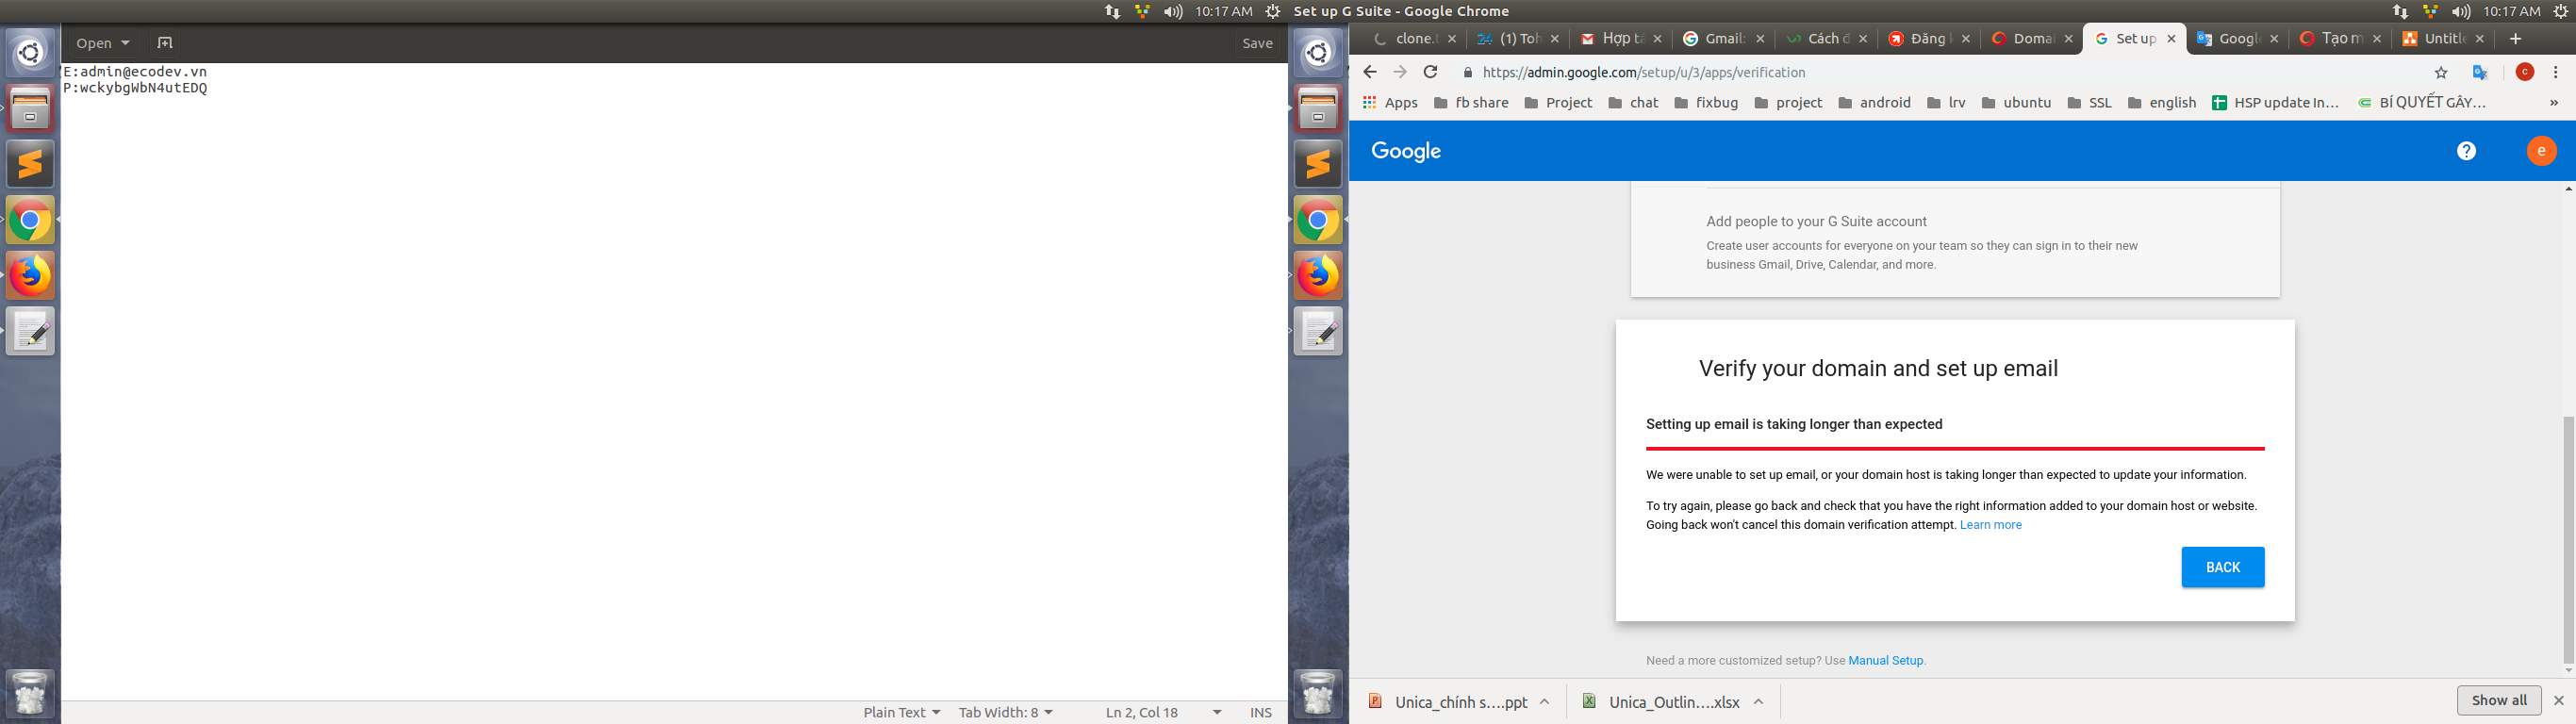 10:17 AM
Set up G Suite - Google Chrome
10:17 AM
Open
Save
E:admin@ecodev.vn
P:wckybgWbN4utEDQ
Plain Text
Tab Width: 8
Ln 2, Col 18
INS
clone.t
24 (1) Toh
Hợp tá
Gmail:
Cách đ
Đăng k
Domai
Set up
Google
Tạo m
Untitle
https://admin.google.com/setup/u/3/apps/verification
c
Apps fb share Project chat fixbug project android lrv ubuntu SSL english HSP update In... BÍ QUYẾT GÂY... »
Google
?
e
Add people to your G Suite account
Create user accounts for everyone on your team so they can sign in to their new
business Gmail, Drive, Calendar, and more.
Verify your domain and set up email
Setting up email is taking longer than expected
We were unable to set up email, or your domain host is taking longer than expected to update your information.
To try again, please go back and check that you have the right information added to your domain host or website.
Going back won't cancel this domain verification attempt. Learn more
BACK
Need a more customized setup? Use Manual Setup.
Unica_chính s....ppt
Unica_Outlin....xlsx
Show all